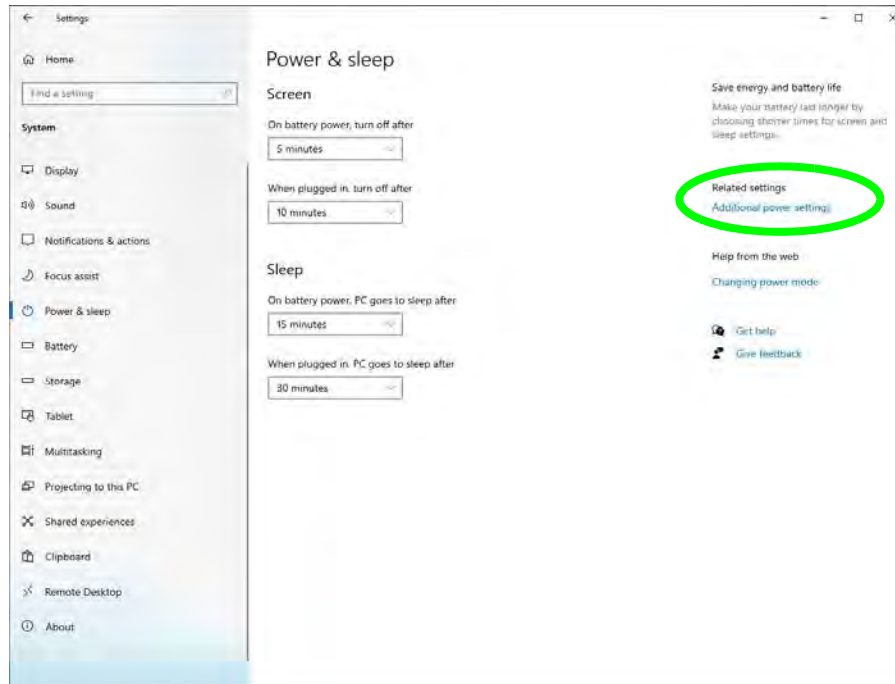 Settings
Home
Find a setting
System
Display
Sound
Notifications & actions
Focus assist
Power & sleep
Battery
Storage
Tablet
Multitasking
Projecting to this PC
Shared experiences
Clipboard
Remote Desktop
About
Power & sleep
Screen
On battery power, turn off after
5 minutes
When plugged in, turn off after
10 minutes
Sleep
On battery power, PC goes to sleep after
15 minutes
When plugged in, PC goes to sleep after
30 minutes
Save energy and battery life
Make your battery last longer by
choosing shorter times for screen and
sleep settings.
Related settings
Additional power settings
Help from the web
Changing power mode
Get help
Give feedback